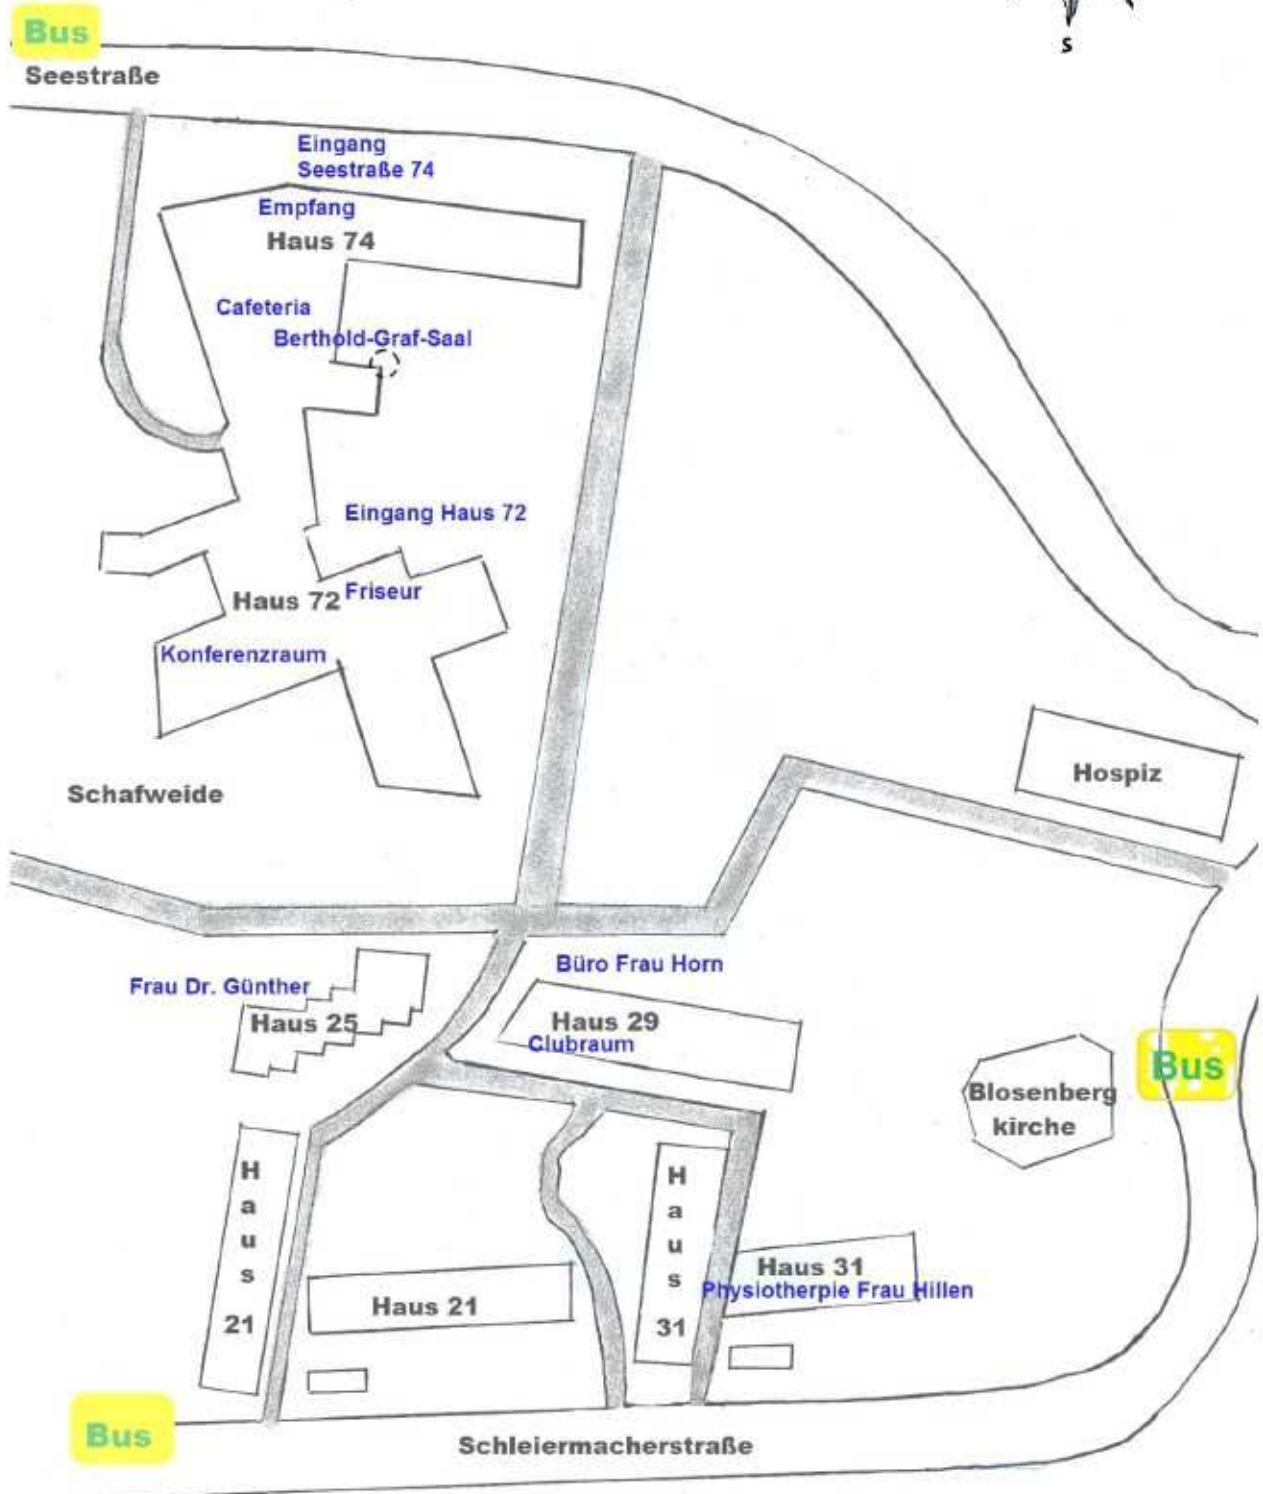 Bus
S
Seestraße
Eingang
Seestraße 74
Empfang
Haus 74
Cafeteria
Berthold-Graf-Saal
Eingang Haus 72
Friseur
Haus 72
Konferenzraum
Hospiz
Schafweide
Büro Frau Horn
Frau Dr. Günther
Haus 25
Haus 29
Clubraum
Bus
Blosenberg
kirche
Haus 21
Haus 31
Haus 31
Physiotherpie Frau Hillen
Haus 21
Bus
Schleiermacherstraße